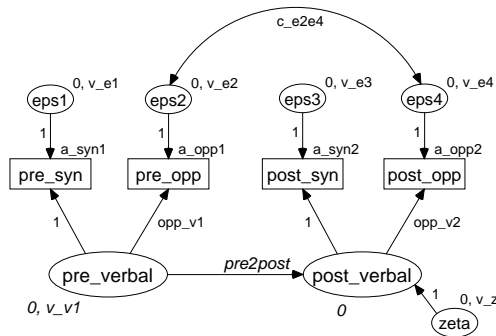 c_e2e4
0, v_e1
0, v_e2
0, v_e3
0, v_e4
eps1
eps2
eps3
eps4
1
1
1
1
a_syn1
a_opp1
a_syn2
a_opp2
pre_syn
pre_opp
post_syn
post_opp
1
opp_v1
1
opp_v2
pre_verbal
pre2post
post_verbal
0, v_v1
0
1
0, v_z
zeta